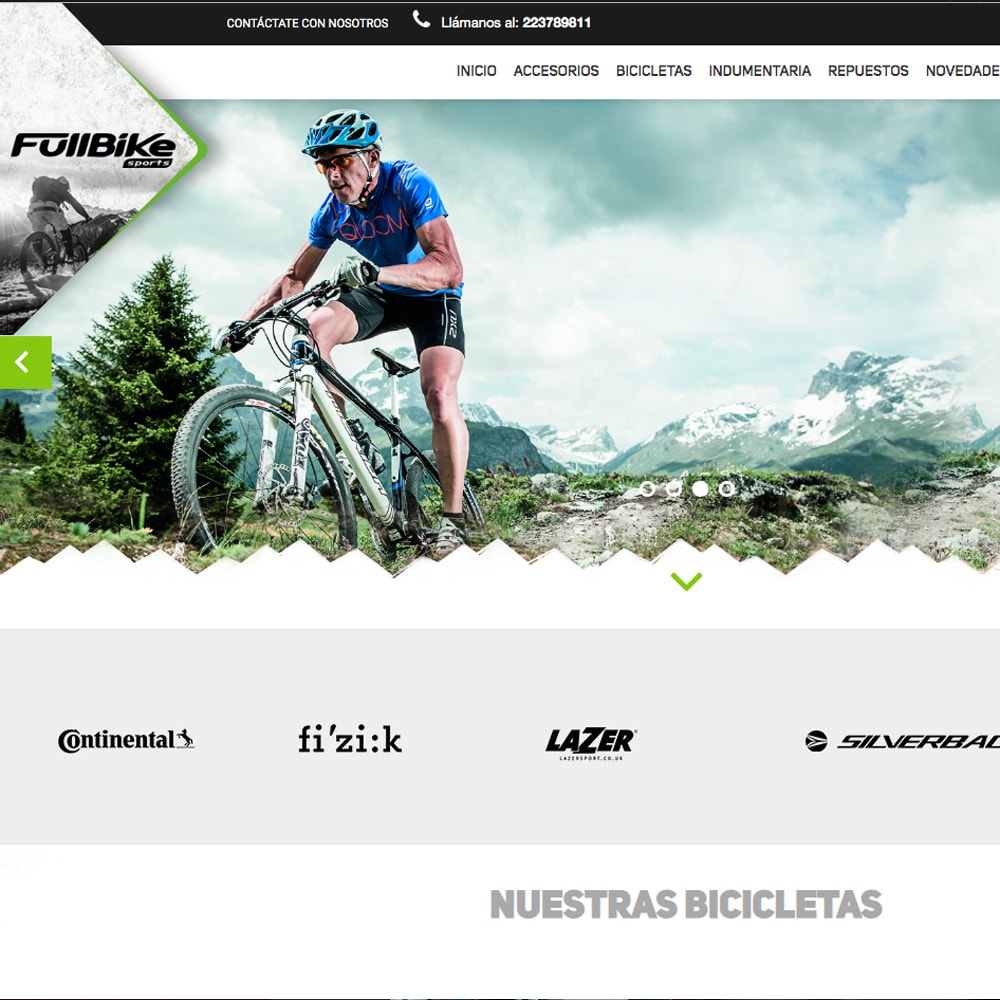 CONTÁCTATE CON NOSOTROS
Llámanos al: 223789811
INICIO ACCESORIOS BICICLETAS INDUMENTARIA REPUESTOS NOVEDADE
FullBike
sports
Continental
fi'zi:k
LAZER
LAZERSPORT.CO.UK
SILVERBAC
NUESTRAS BICICLETAS